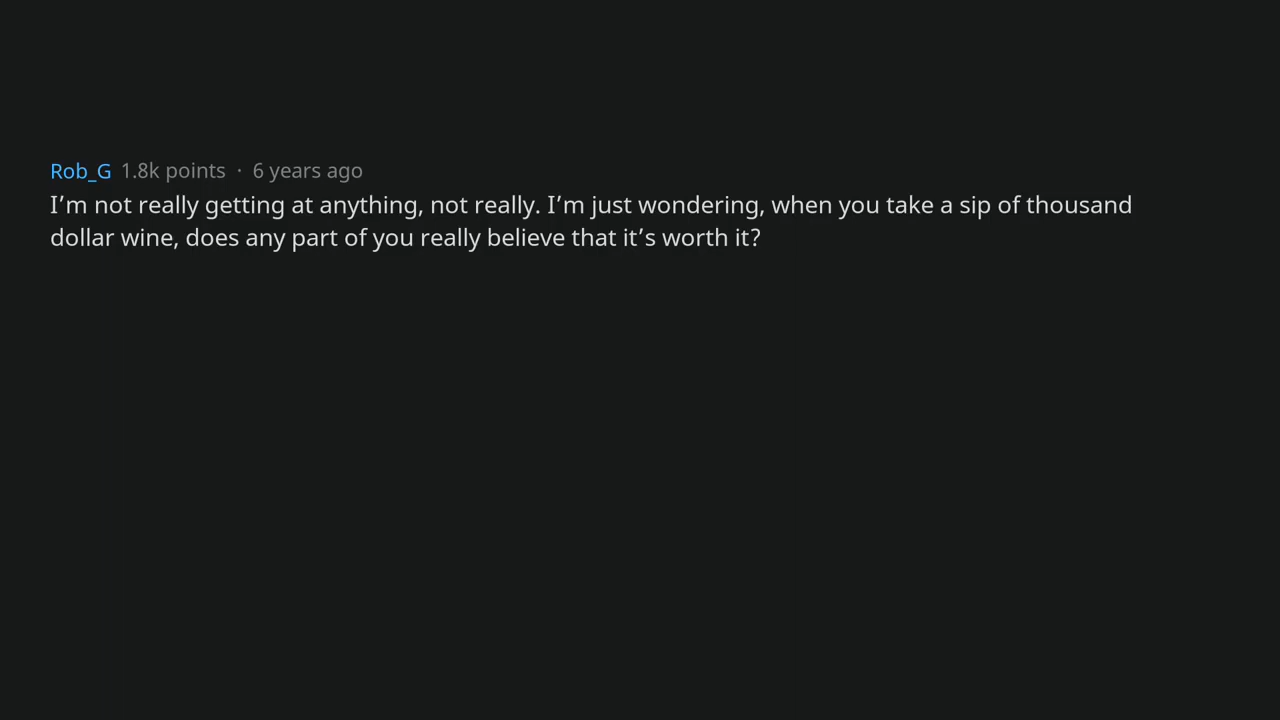 Rob_G 1.8k points · 6 years ago
I’m not really getting at anything, not really. I’m just wondering, when you take a sip of thousand
dollar wine, does any part of you really believe that it’s worth it?